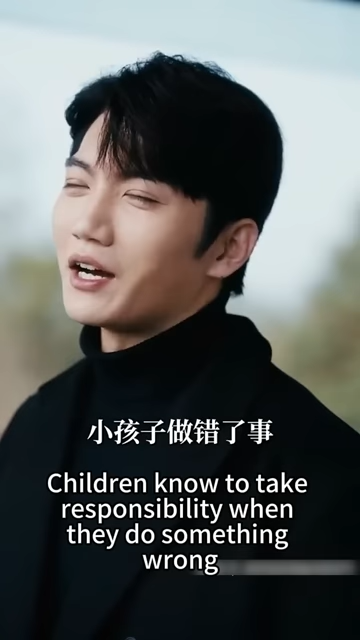 小孩子做错了事
Children know to take
responsibility when
they do something
wrong